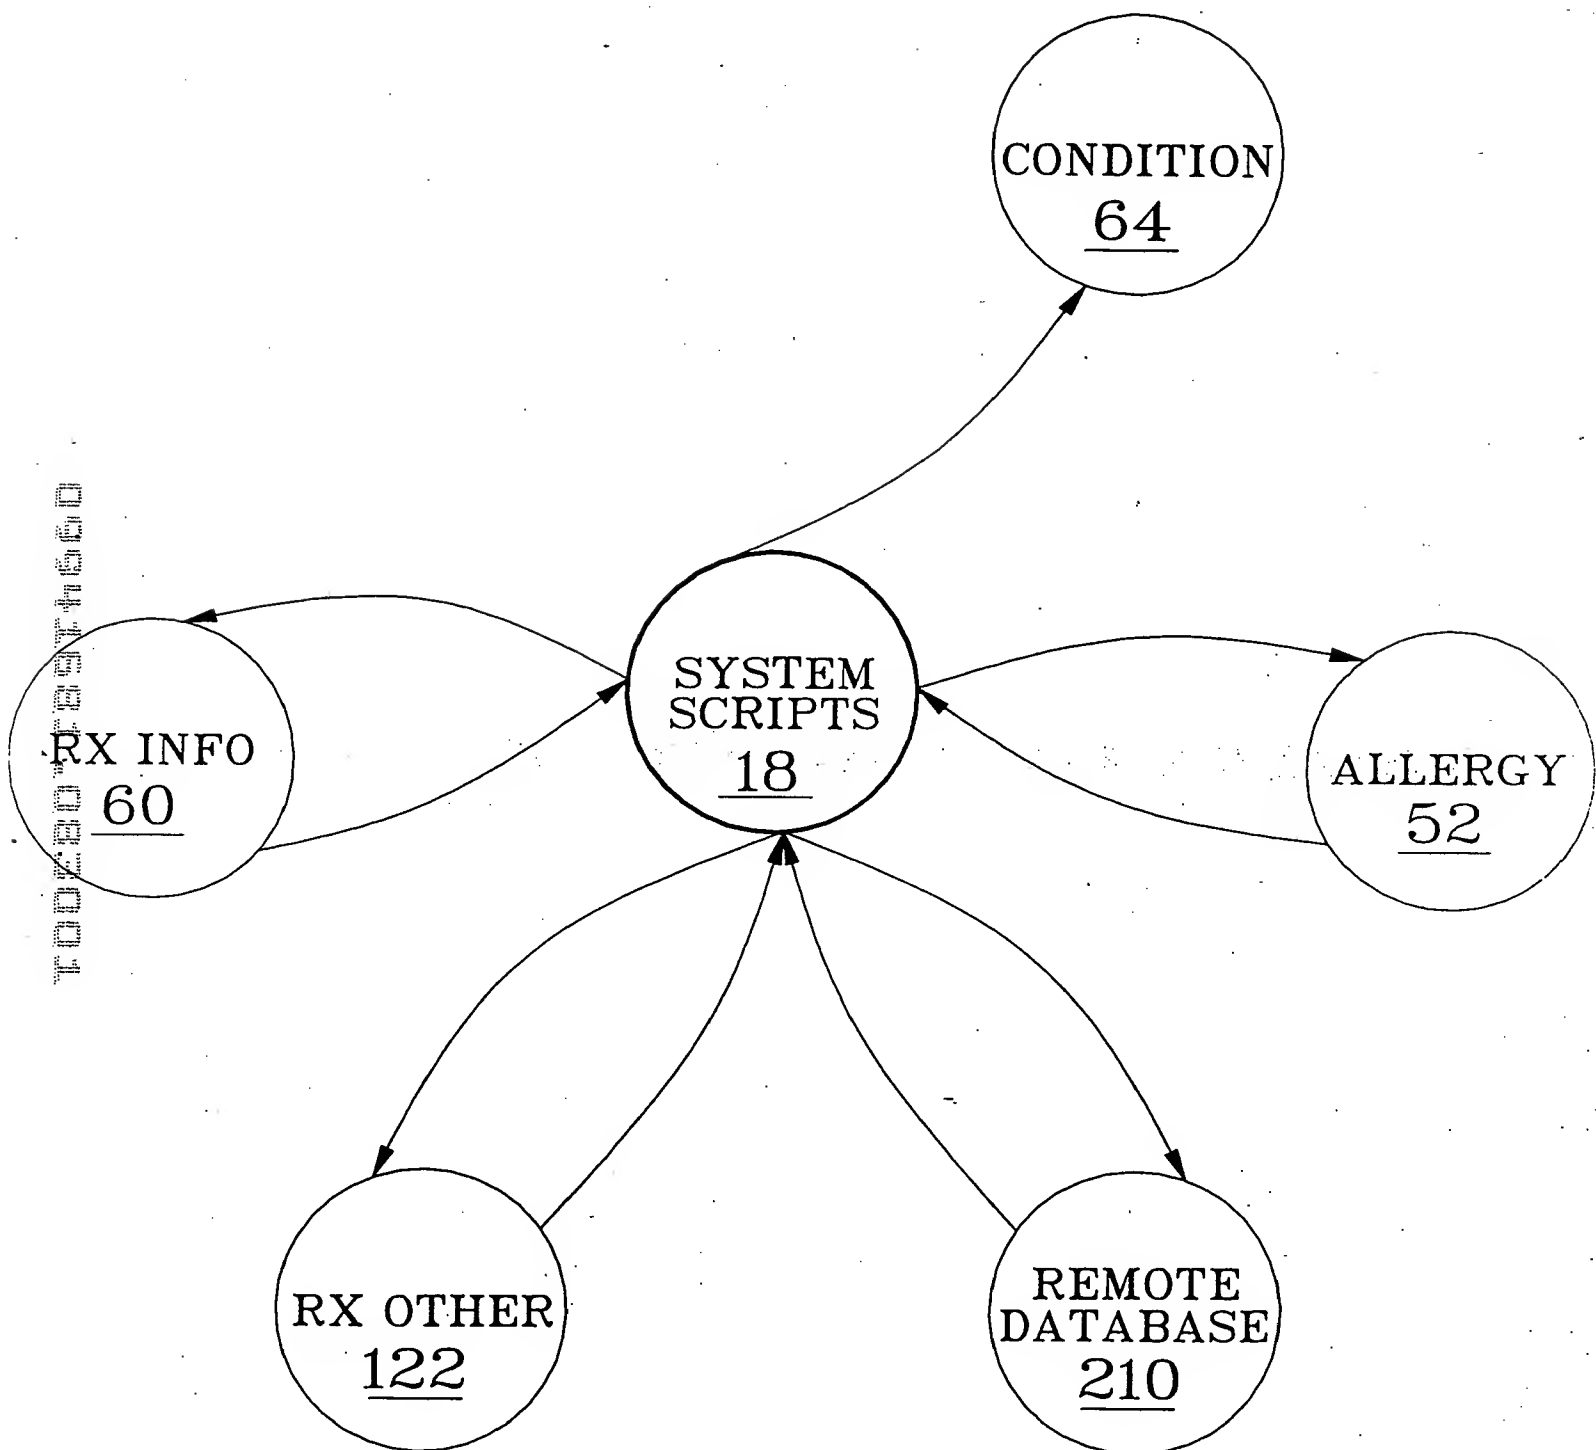 CONDITION
64
SYSTEM
SCRIPTS
18
RX INFO
60
ALLERGY
52
RX OTHER
122
REMOTE
DATABASE
210